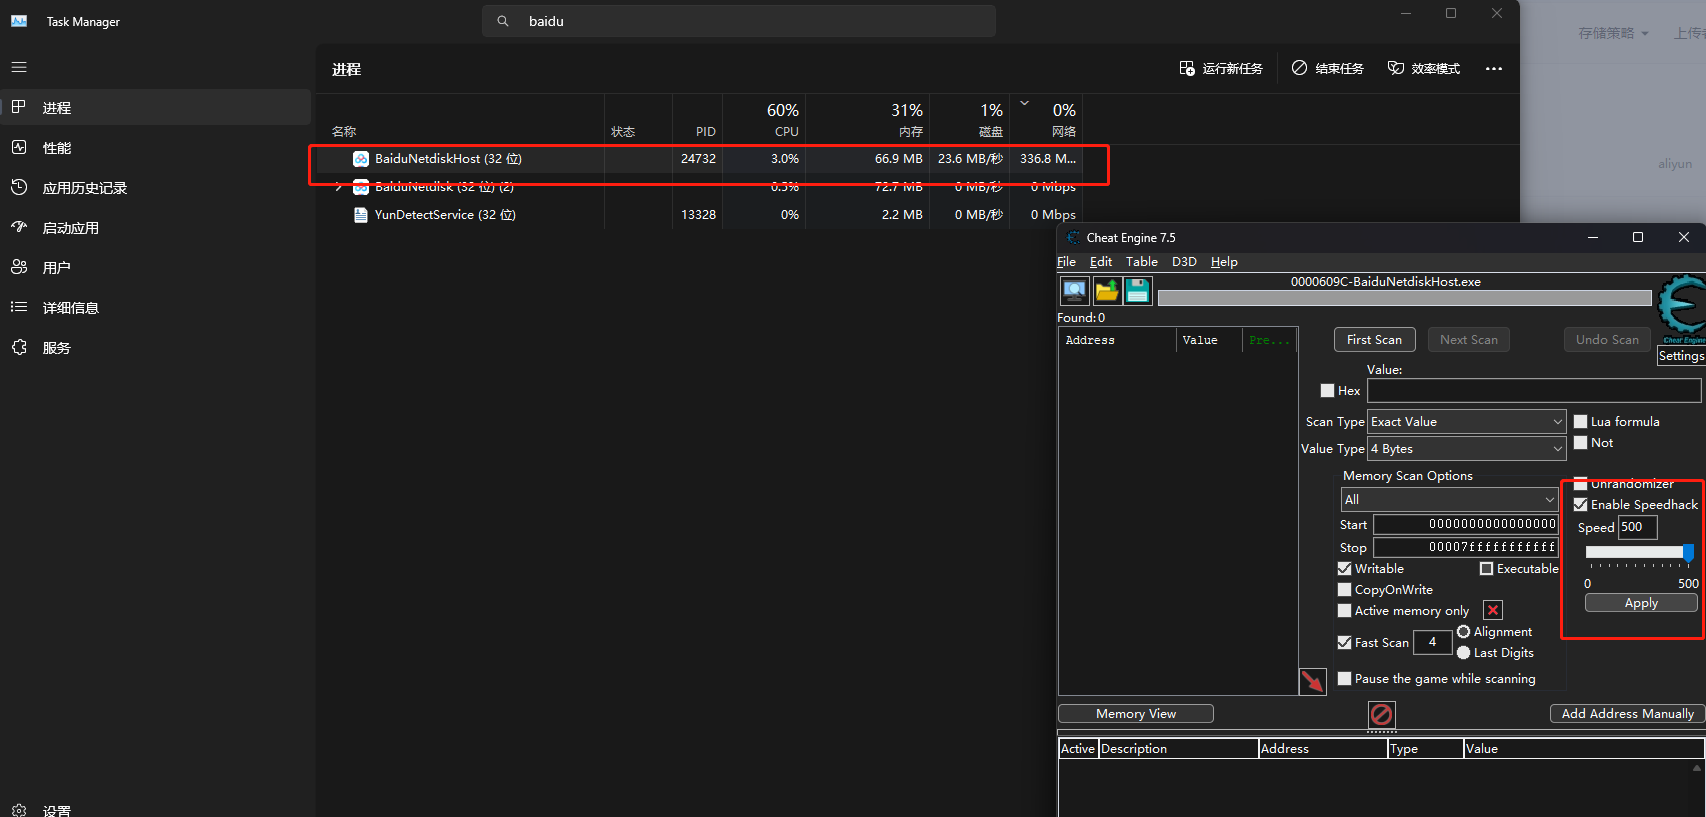 Task Manager
baidu
存储策略
进程
运行新任务
结束任务
效率模式
进程
性能
应用历史记录
启动应用
用户
详细信息
服务
设置
60%
31%
1%
0%
名称
状态
PID
CPU
内存
磁盘
网络
BaiduNetdiskHost (32 位)
24732
3.0%
66.9 MB
23.6 MB/秒
336.8 M...
BaiduNetdisk (32 位) (2)
0.5%
72.7 MB
0 MB/秒
0 Mbps
YunDetectService (32 位)
13328
0%
2.2 MB
0 MB/秒
0 Mbps
aliyun
Cheat Engine 7.5
File Edit Table D3D Help
0000609C-BaiduNetdiskHost.exe
Found: 0
Address
Value
Pre...
First Scan
Next Scan
Undo Scan
Cheat Engine
Settings
Value:
Hex
Scan Type
Exact Value
Lua formula
Value Type
4 Bytes
Not
Memory Scan Options
All
Unrandomizer
Enable Speedhack
Start
0000000000000000
Speed
500
Stop
00007fffffffffff
Writable
Executable
0
500
CopyOnWrite
Apply
Active memory only
Fast Scan
4
Alignment
Last Digits
Pause the game while scanning
Memory View
Add Address Manually
Active
Description
Address
Type
Value